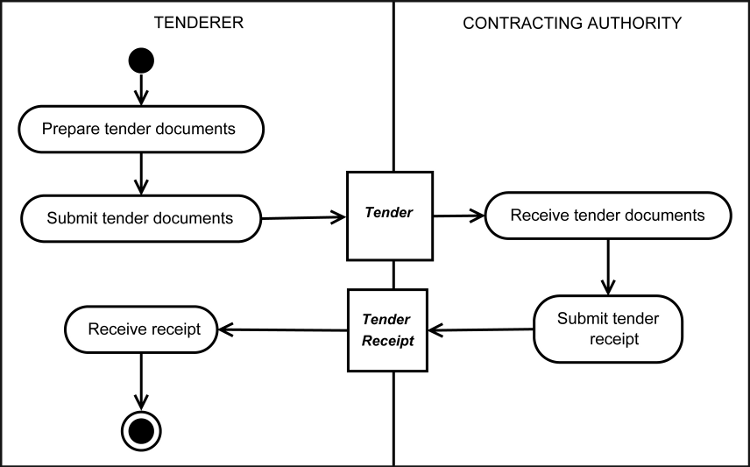 TENDERER
CONTRACTING AUTHORITY
Prepare tender documents
Submit tender documents
Tender
Receive tender documents
Receive receipt
Tender
Receipt
Submit tender
receipt